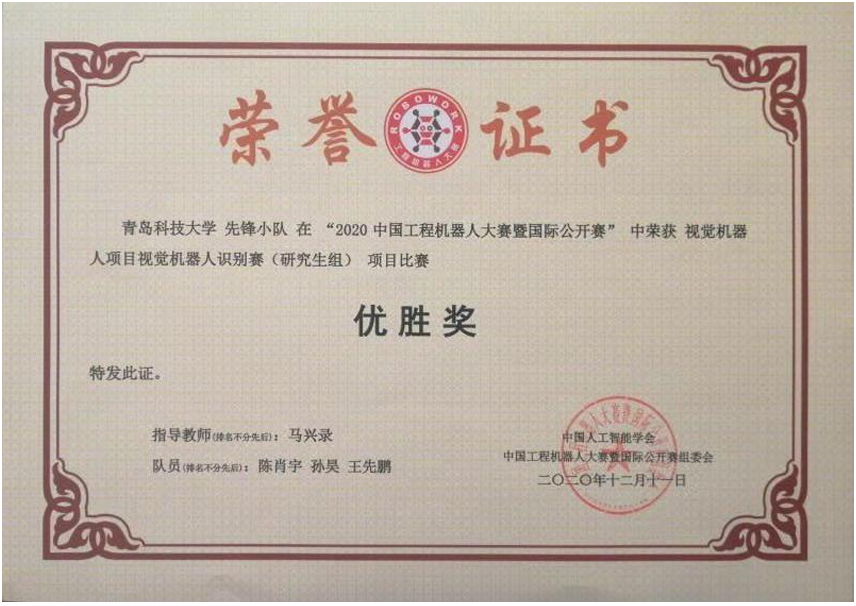 荣誉证书
ROBOWORK
工程机器人大赛
青岛科技大学 先锋小队 在 “2020中国工程机器人大赛暨国际公开赛” 中荣获 视觉机器
人项目视觉机器人识别赛（研究生组） 项目比赛
优胜奖
特发此证。
指导教师(排名不分先后)：马兴录
队员(排名不分先后)：陈肖宇 孙昊 王先鹏
中国人工智能学会
中国工程机器人大赛暨国际公开赛组委会
二〇二〇年十二月十一日